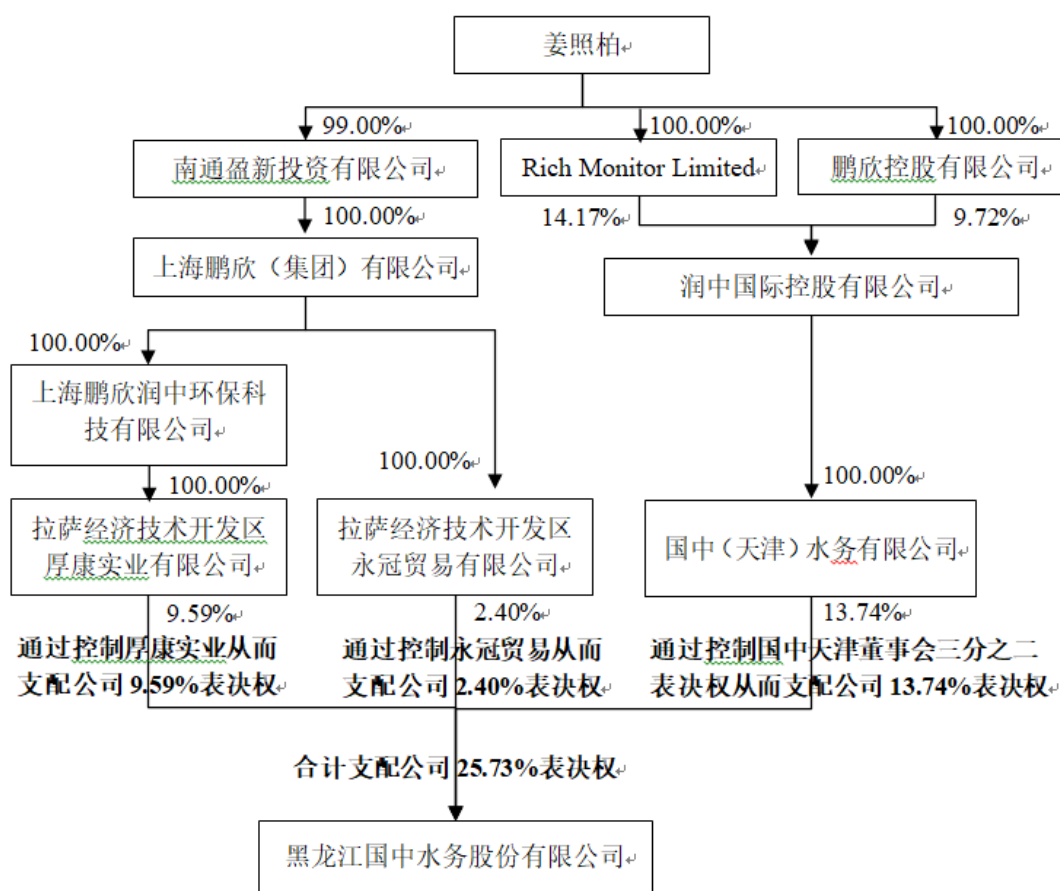 姜照柏
99.00%
100.00%
100.00%
南通盈新投资有限公司
Rich Monitor Limited
鹏欣控股有限公司
100.00%
14.17%
9.72%
上海鹏欣（集团）有限公司
润中国际控股有限公司
100.00%
上海鹏欣润中环保科
技有限公司
100.00%
100.00%
100.00%
拉萨经济技术开发区
厚康实业有限公司
拉萨经济技术开发区
永冠贸易有限公司
国中（天津）水务有限公司
9.59%
2.40%
13.74%
通过控制厚康实业从而
支配公司 9.59%表决权
通过控制永冠贸易从而
支配公司 2.40%表决权
通过控制国中天津董事会三分之二
表决权从而支配公司 13.74%表决权
合计支配公司 25.73%表决权
黑龙江国中水务股份有限公司